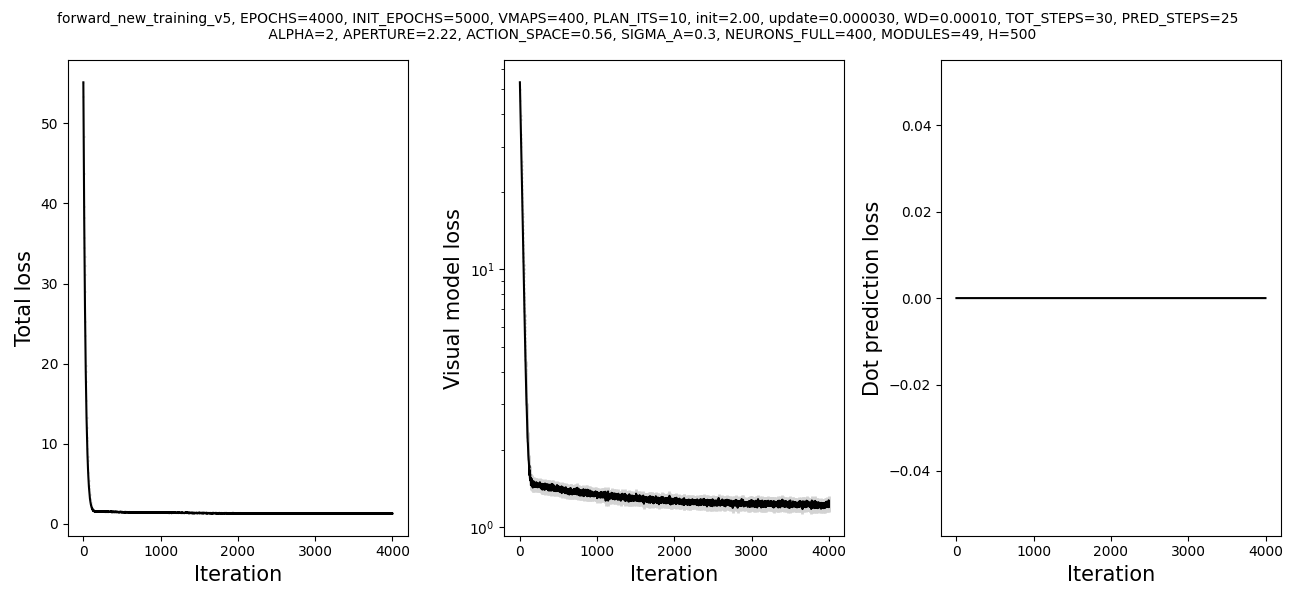 forward_new_training_v5, EPOCHS=4000, INIT_EPOCHS=5000, VMAPS=400, PLAN_ITS=10, init=2.00, update=0.000030, WD=0.00010, TOT_STEPS=30, PRED_STEPS=25
ALPHA=2, APERTURE=2.22, ACTION_SPACE=0.56, SIGMA_A=0.3, NEURONS_FULL=400, MODULES=49, H=500
Total loss
50
40
30
20
10
0
0 1000 2000 3000 4000
Iteration
Visual model loss
10¹
10⁰
0 1000 2000 3000 4000
Iteration
Dot prediction loss
0.04
0.02
0.00
−0.02
−0.04
0 1000 2000 3000 4000
Iteration